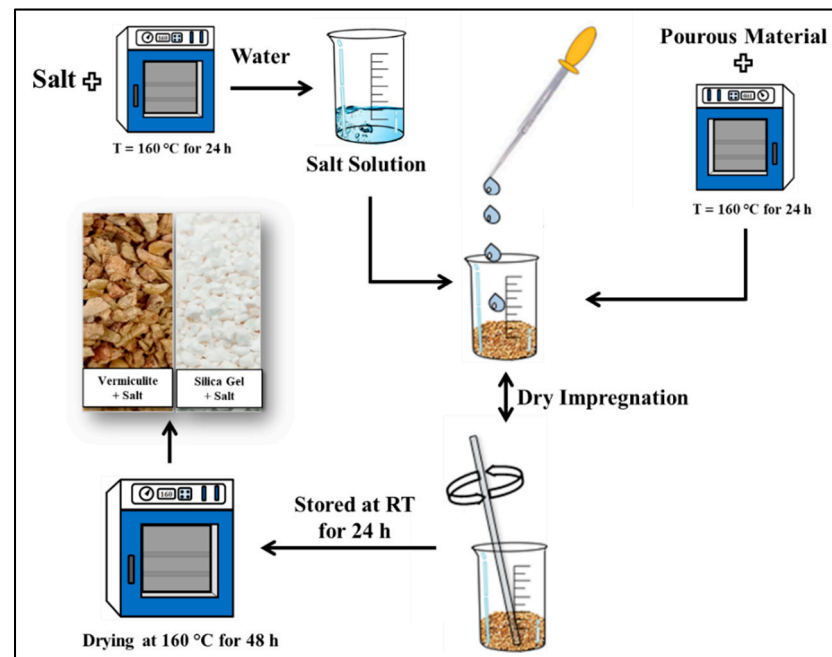 Salt
Water
T = 160 °C for 24 h
Salt Solution
Pourous Material
T = 160 °C for 24 h
Dry Impregnation
Stored at RT
for 24 h
160
Drying at 160 °C for 48 h
Vermiculite
+ Salt
Silica Gel
+ Salt